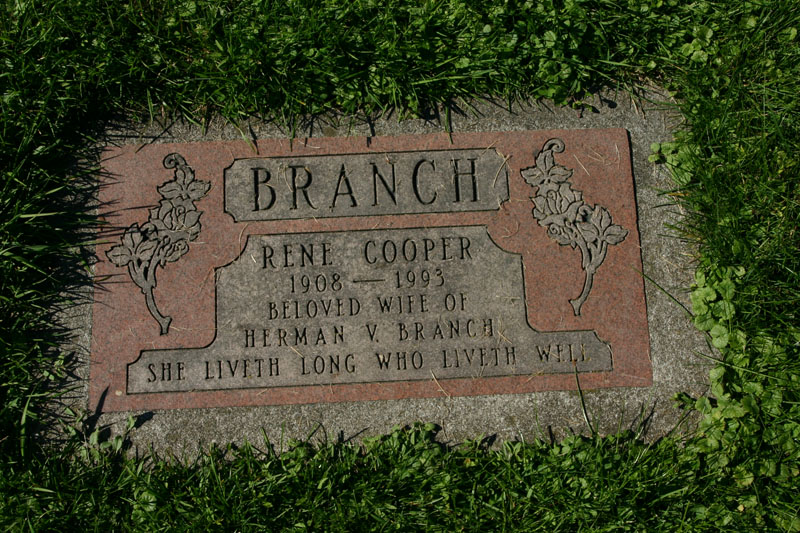 BRANCH
RENE COOPER
1908 — 1993
BELOVED WIFE OF
HERMAN V. BRANCH
SHE LIVETH LONG WHO LIVETH WELL